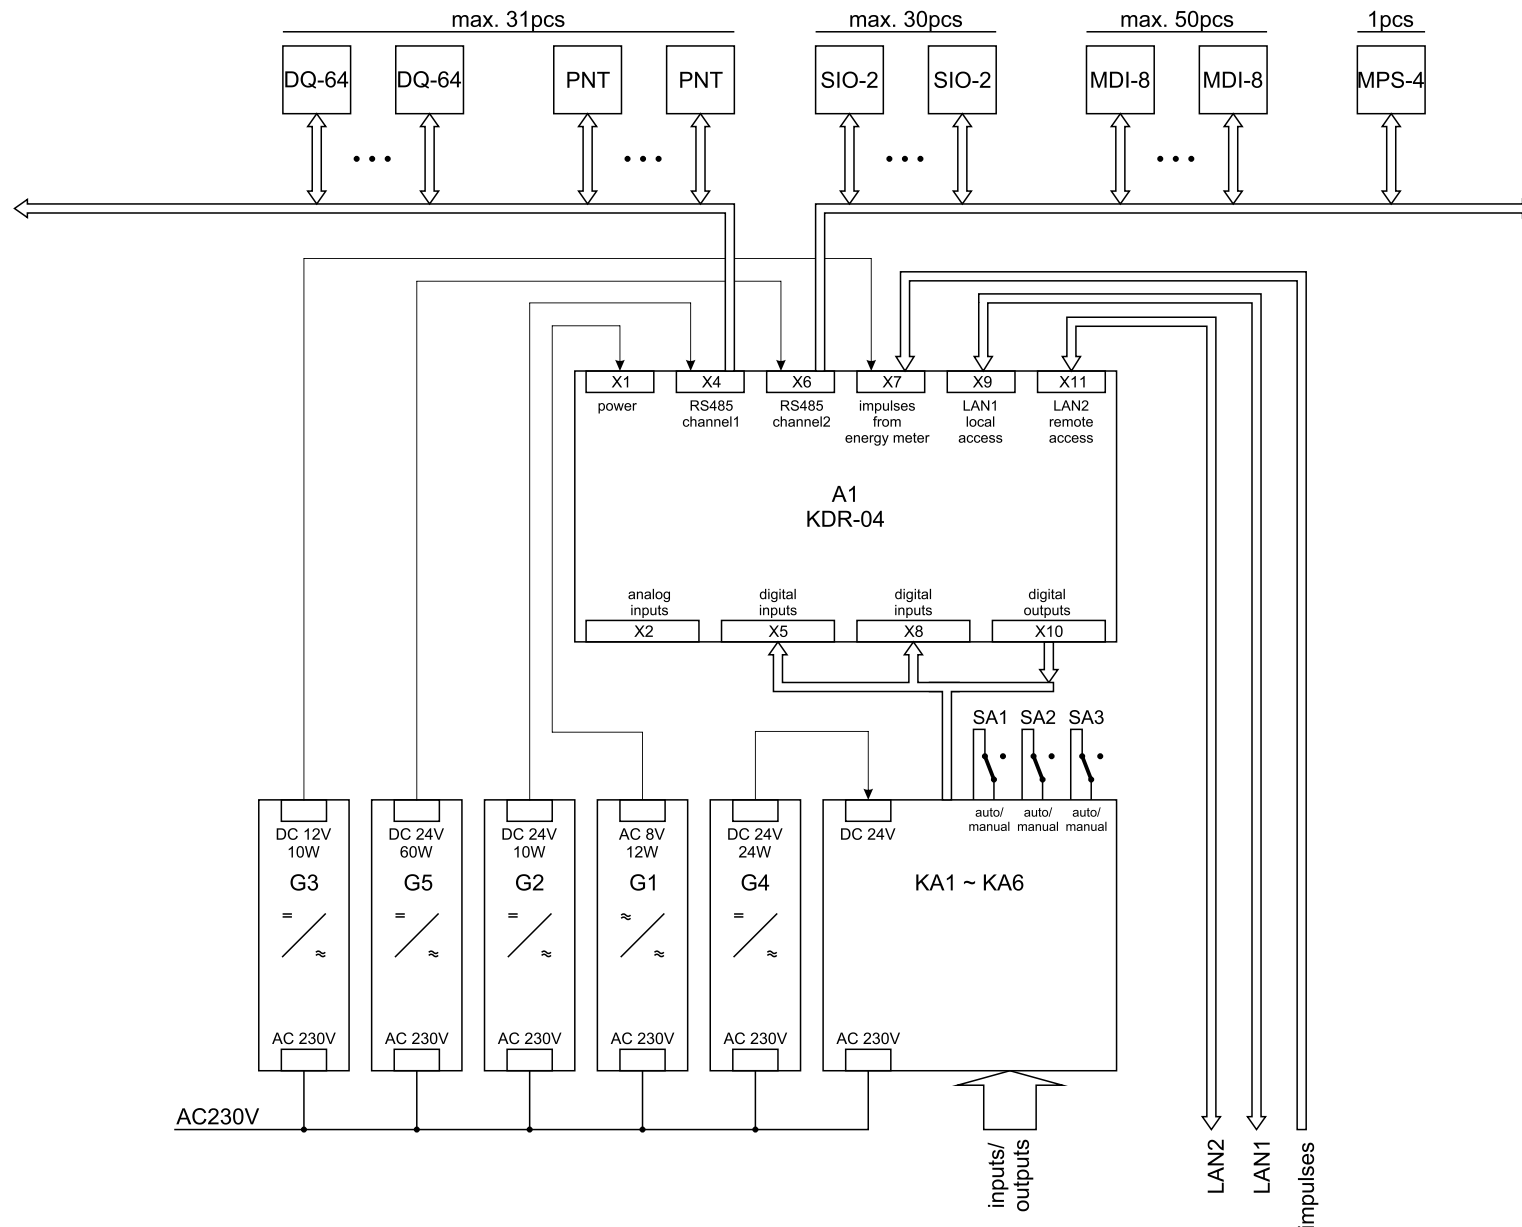 max. 31pcs
max. 30pcs
max. 50pcs
1pcs
DQ-64
DQ-64
PNT
PNT
SIO-2
SIO-2
MDI-8
MDI-8
MPS-4
X1
X4
X6
X7
X9
X11
power
RS485
channel1
RS485
channel2
impulses
from
energy meter
LAN1
local
access
LAN2
remote
access
A1
KDR-04
analog
inputs
digital
inputs
digital
inputs
digital
outputs
X2
X5
X8
X10
SA1
SA2
SA3
auto/
manual
auto/
manual
auto/
manual
DC 12V
10W
G3
=
≈
AC 230V
DC 24V
60W
G5
=
≈
AC 230V
DC 24V
10W
G2
=
≈
AC 230V
AC 8V
12W
G1
≈
≈
AC 230V
DC 24V
24W
G4
=
≈
AC 230V
DC 24V
KA1 ~ KA6
AC 230V
AC230V
inputs/
outputs
LAN2
LAN1
impulses